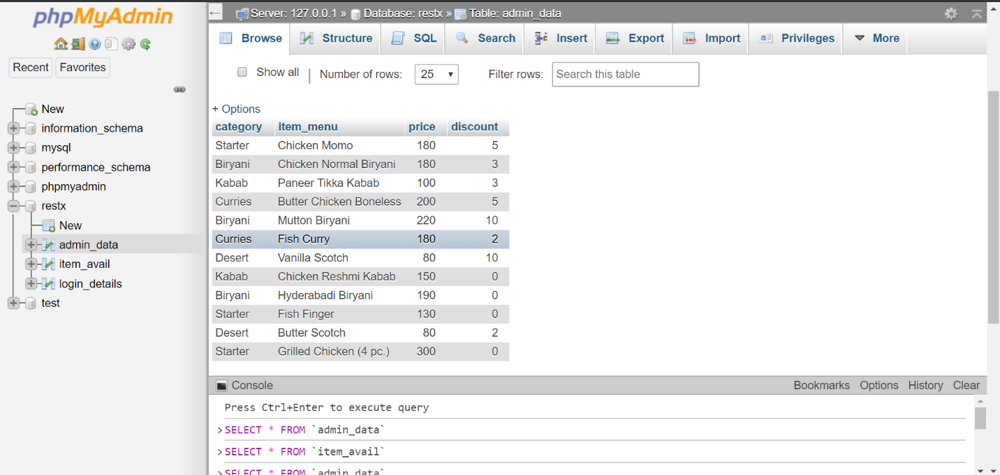 phpMyAdmin
Recent Favorites
New
information_schema
mysql
performance_schema
phpmyadmin
restx
New
admin_data
item_avail
login_details
test
Server: 127.0.0.1 » Database: restx » Table: admin_data
Browse Structure SQL Search Insert Export Import Privileges More
Show all Number of rows: 25 Filter rows: Search this table
+ Options
category item_menu price discount
Starter Chicken Momo 180 5
Biryani Chicken Normal Biryani 180 3
Kabab Paneer Tikka Kabab 100 3
Curries Butter Chicken Boneless 200 5
Biryani Mutton Biryani 220 10
Curries Fish Curry 180 2
Desert Vanilla Scotch 80 10
Kabab Chicken Reshmi Kabab 150 0
Biryani Hyderabadi Biryani 190 0
Starter Fish Finger 130 0
Desert Butter Scotch 80 2
Starter Grilled Chicken (4 pc.) 300 0
Console Bookmarks Options History Clear
Press Ctrl+Enter to execute query
>SELECT * FROM `admin_data`
>SELECT * FROM `item_avail`
>SELECT * FROM `admin_data`